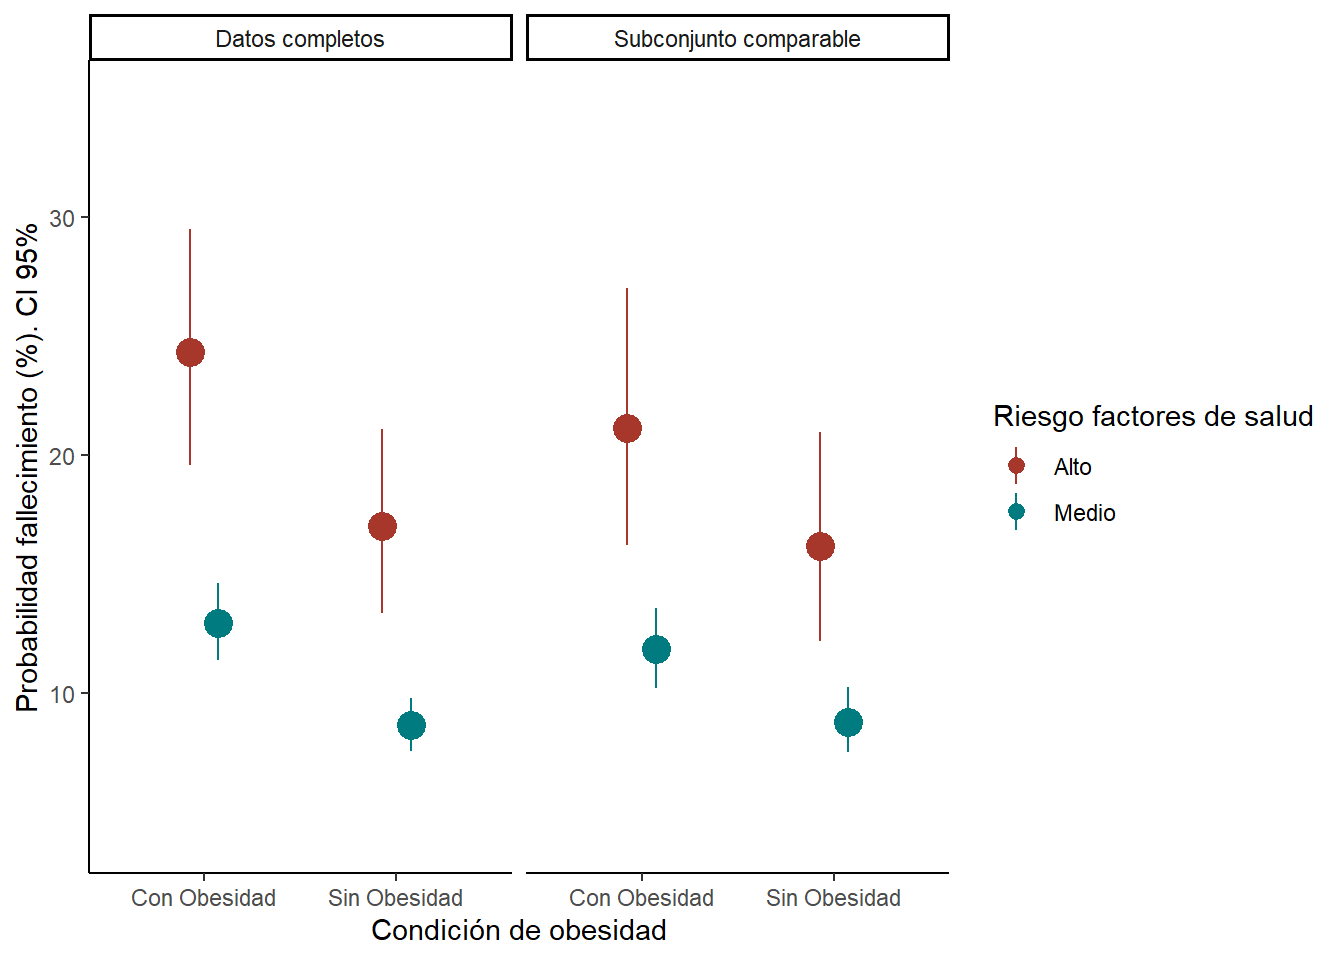 Datos completos
Subconjunto comparable
Probabilidad fallecimiento (%). CI 95%
30
20
10
Con Obesidad
Sin Obesidad
Con Obesidad
Sin Obesidad
Condición de obesidad
Riesgo factores de salud
Alto
Medio